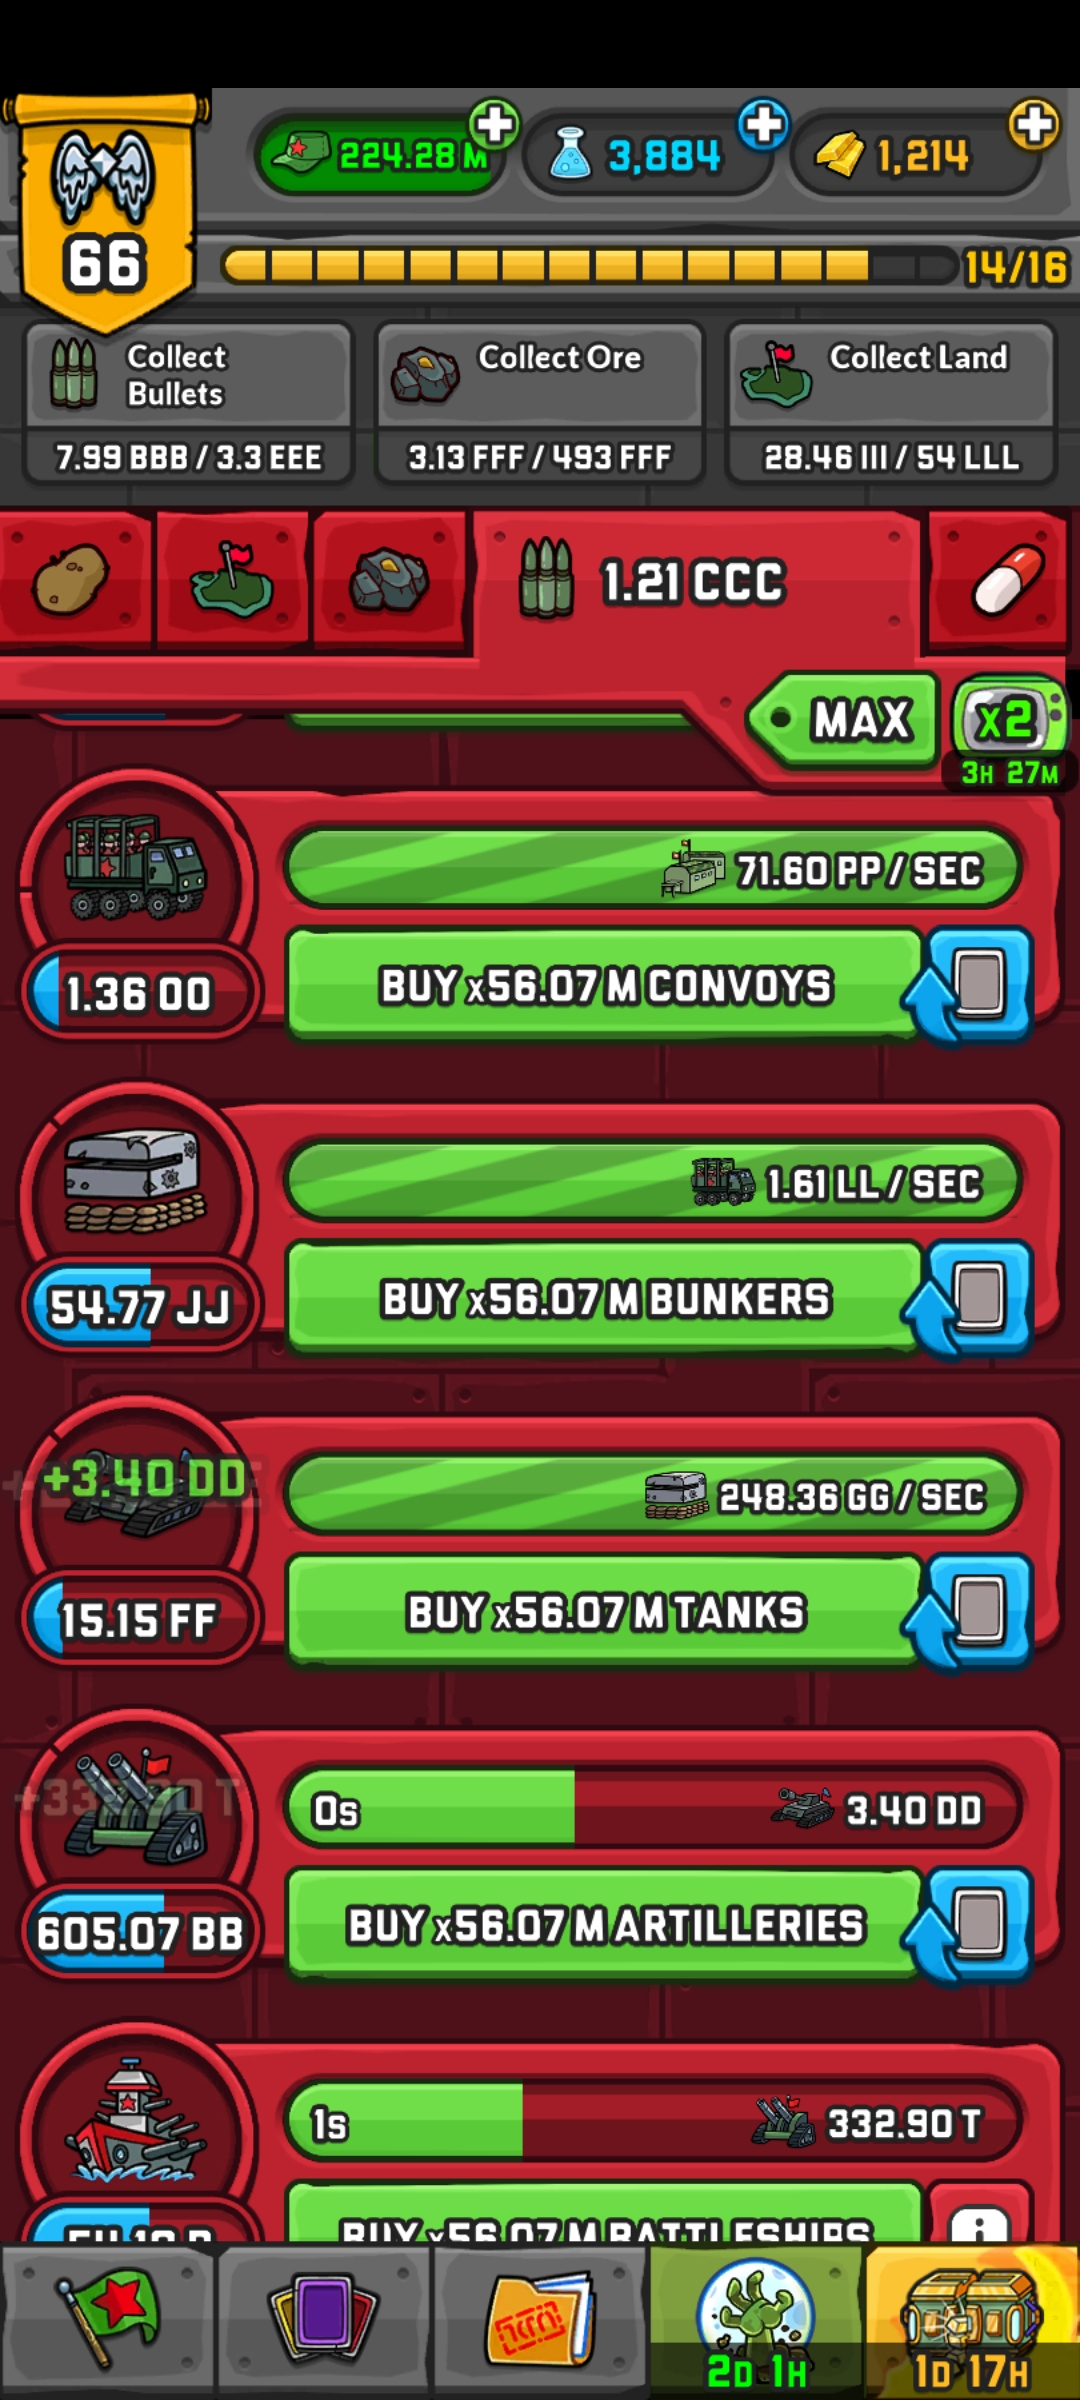 66
224.28 M
3,884
1,214
14/16
Collect
Bullets
7.99 BBB / 3.3 EEE
Collect Ore
3.13 FFF / 493 FFF
Collect Land
28.46 III / 54 LLL
1.21 CCC
MAX
x2
3H 27M
71.60 PP / SEC
1.36 OO
BUY x56.07 M CONVOYS
1.61 LL / SEC
54.77 JJ
BUY x56.07 M BUNKERS
+3.40 DD
248.36 GG / SEC
15.15 FF
BUY x56.07 M TANKS
0s
3.40 DD
605.07 BB
BUY x56.07 M ARTILLERIES
1s
332.90 T
BUY x56.07 M BATTLESHIPS
i
2D 1H
1D 17H